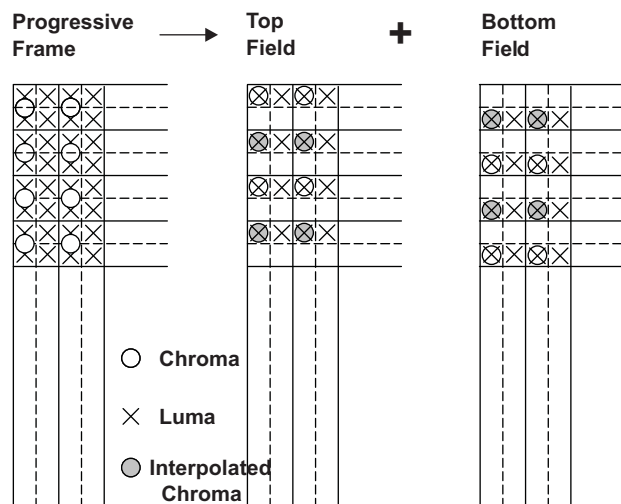 Progressive Frame
Top Field
+
Bottom Field
Chroma
Luma
Interpolated
Chroma